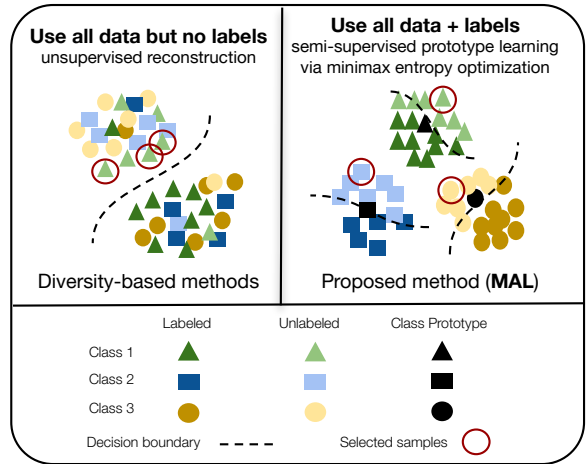 Use all data but no labels
unsupervised reconstruction
Diversity-based methods
Use all data + labels
semi-supervised prototype learning
via minimax entropy optimization
Proposed method (MAL)
Labeled Unlabeled Class Prototype
Class 1
Class 2
Class 3
Decision boundary Selected samples